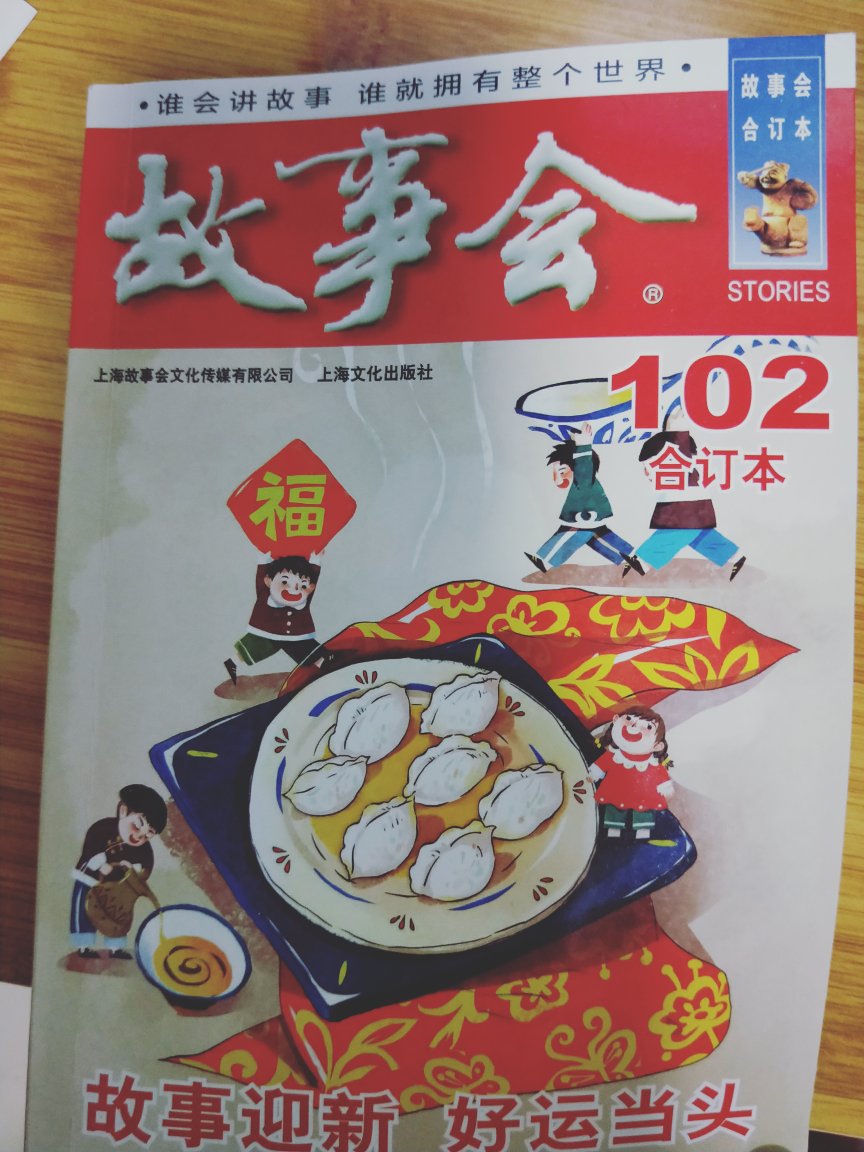 •谁会讲故事 谁就拥有整个世界•
故事会
合订本
故事会®
STORIES
上海故事会文化传媒有限公司 上海文化出版社
102
合订本
福
故事迎新 好运当头